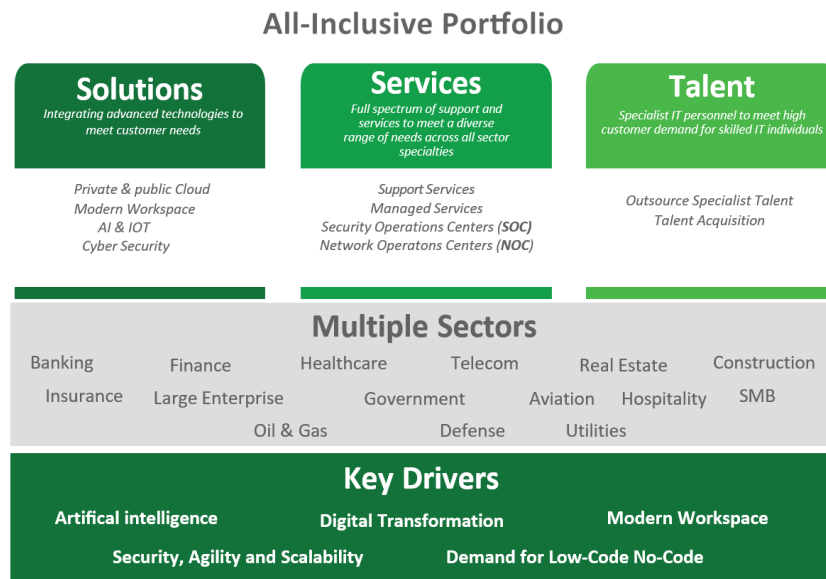 All-Inclusive Portfolio
Solutions
Integrating advanced technologies to
meet customer needs
Private & public Cloud
Modern Workspace
AI & IOT
Cyber Security
Services
Full spectrum of support and
services to meet a diverse
range of needs across all sector
specialties
Support Services
Managed Services
Security Operations Centers (SOC)
Network Operatons Centers (NOC)
Talent
Specialist IT personnel to meet high
customer demand for skilled IT individuals
Outsource Specialist Talent
Talent Acquisition
Multiple Sectors
Banking Finance Healthcare Telecom Real Estate Construction
Insurance Large Enterprise Government Aviation Hospitality SMB
Oil & Gas Defense Utilities
Key Drivers
Artifical intelligence Digital Transformation Modern Workspace
Security, Agility and Scalability Demand for Low-Code No-Code